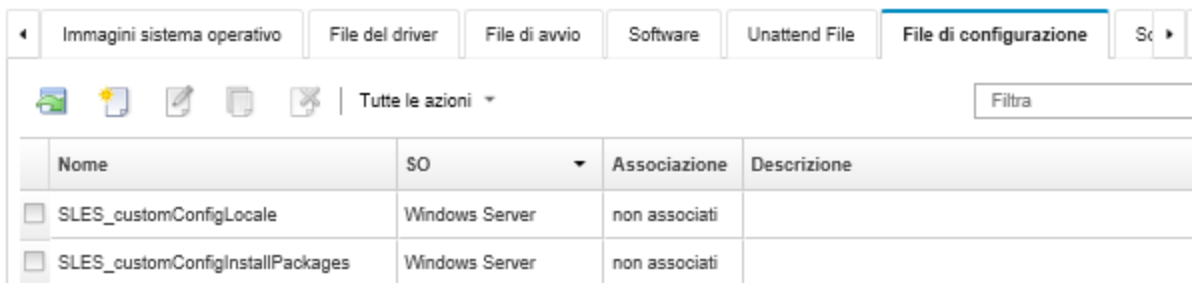 Immagini sistema operativo File del driver File di avvio Software Unattend File File di configurazione
Tutte le azioni Filtra
Nome SO Associazione Descrizione
SLES_customConfigLocale Windows Server non associati
SLES_customConfigInstallPackages Windows Server non associati